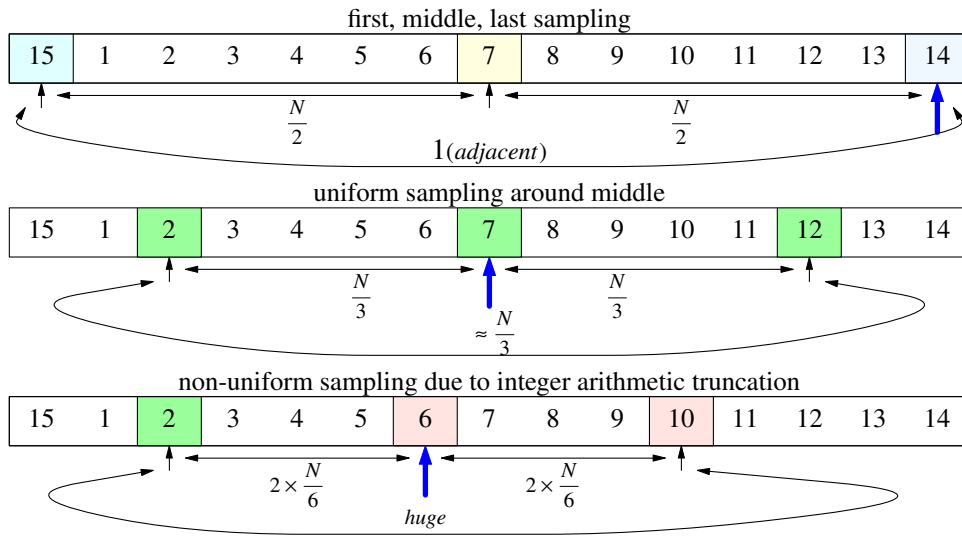 first, middle, last sampling
15 1 2 3 4 5 6 7 8 9 10 11 12 13 14
N/2 N/2
1(adjacent)
uniform sampling around middle
15 1 2 3 4 5 6 7 8 9 10 11 12 13 14
N/3 N/3
≈ N/3
non-uniform sampling due to integer arithmetic truncation
15 1 2 3 4 5 6 7 8 9 10 11 12 13 14
2 × N/6 2 × N/6
huge